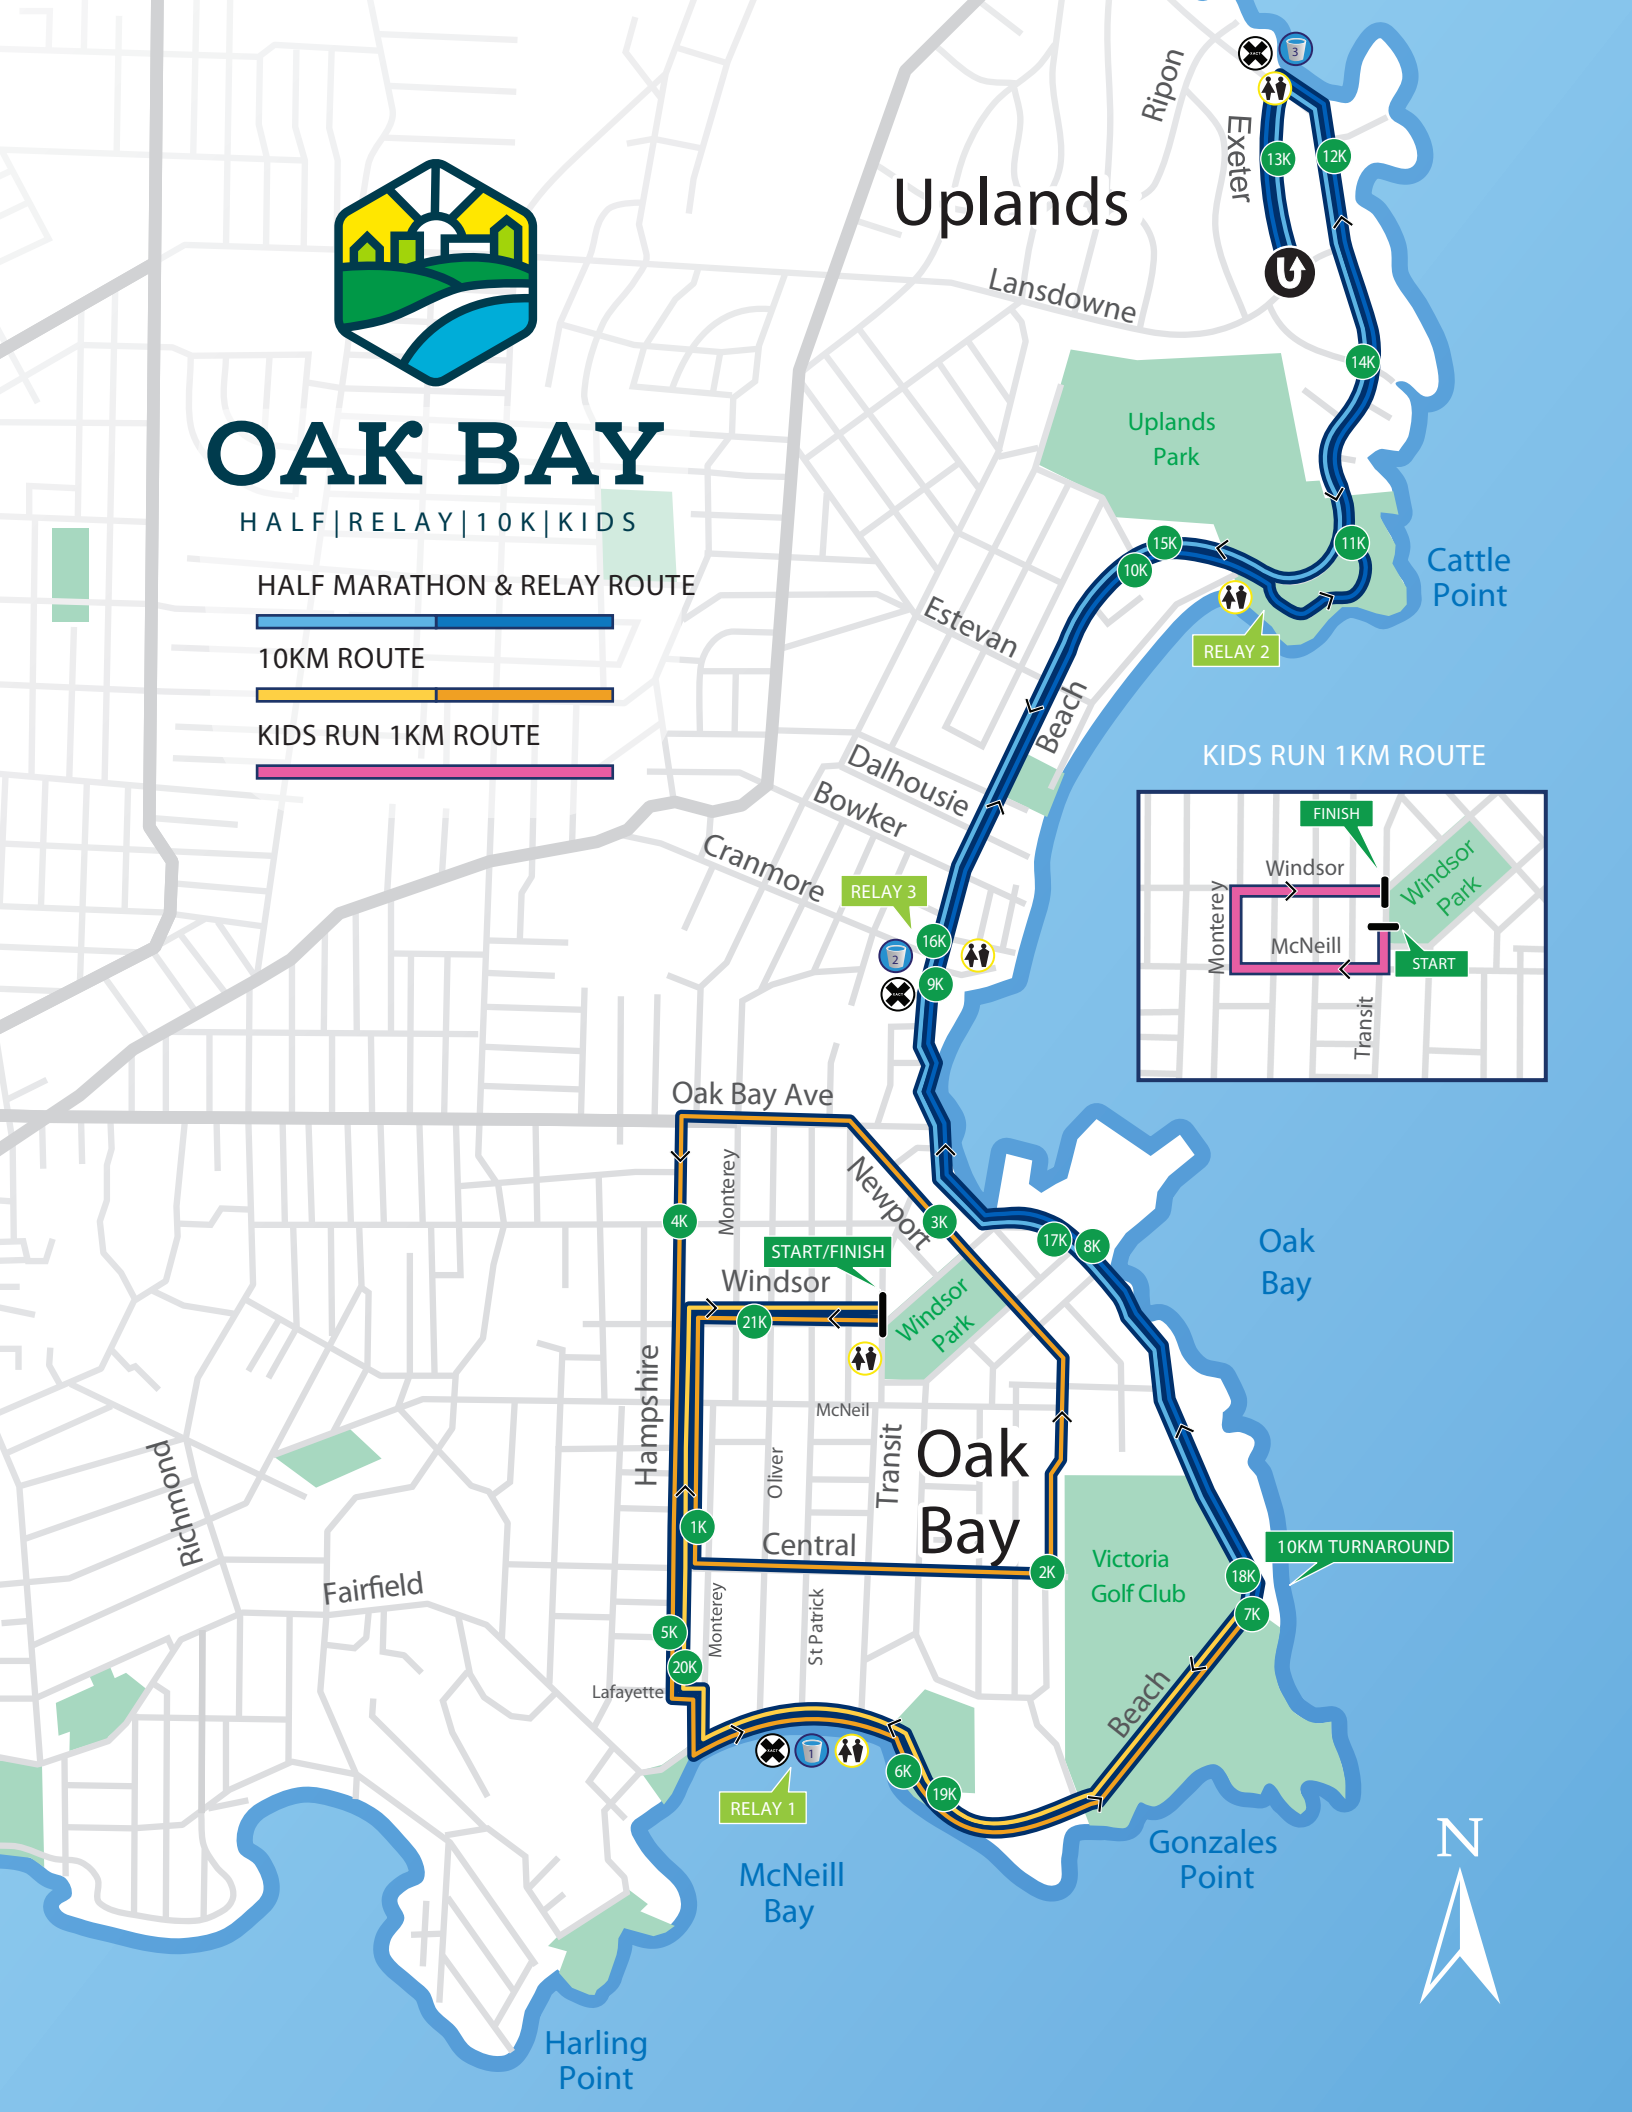 Ripon
Exeter
3
13K
12K
Uplands
Lansdowne
14K
OAK BAY
HALF|RELAY|10K|KIDS
Uplands
Park
HALF MARATHON & RELAY ROUTE
10KM ROUTE
KIDS RUN 1KM ROUTE
15K
10K
11K
Cattle
Point
Estevan
RELAY 2
Beach
Dalhousie
Bowker
Cranmore
RELAY 3
16K
2
9K
KIDS RUN 1KM ROUTE
FINISH
Windsor
Windsor
Park
Monterey
McNeill
START
Transit
Oak Bay Ave
Monterey
Newport
4K
3K
17K
8K
Oak
Bay
START/FINISH
Windsor
21K
Windsor
Park
Hampshire
McNeil
Oliver
Transit
Oak
Bay
Richmond
1K
Central
2K
Victoria
Golf Club
10KM TURNAROUND
18K
7K
Fairfield
Monterey
St Patrick
5K
20K
Lafayette
Beach
1
6K
19K
RELAY 1
McNeill
Bay
Gonzales
Point
N
Harling
Point